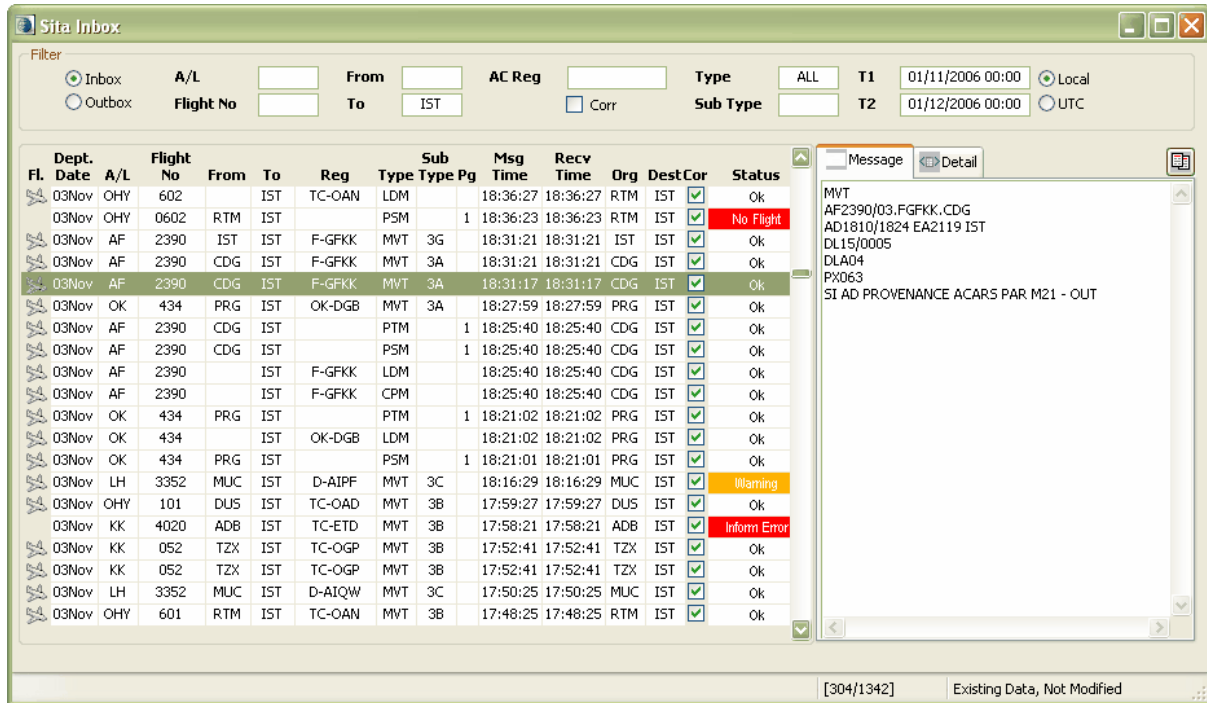 Sita Inbox
Filter
Inbox A/L From AC Reg Type ALL T1 01/11/2006 00:00 Local
Outbox Flight No To IST Corr Sub Type T2 01/12/2006 00:00 UTC
Dept. Flight Sub Msg Recv
Fl. Date A/L No From To Reg Type Type Pg Time Time Org Dest Cor Status
03Nov OHY 602 IST TC-OAN LDM 18:36:27 18:36:27 RTM IST Ok
03Nov OHY 0602 RTM IST PSM 1 18:36:23 18:36:23 RTM IST No Flight
03Nov AF 2390 IST IST F-GFKK MVT 3G 18:31:21 18:31:21 IST IST Ok
03Nov AF 2390 CDG IST F-GFKK MVT 3A 18:31:21 18:31:21 CDG IST Ok
03Nov AF 2390 CDG IST F-GFKK MVT 3A 18:31:17 18:31:17 CDG IST Ok
03Nov OK 434 PRG IST OK-DGB MVT 3A 18:27:59 18:27:59 PRG IST Ok
03Nov AF 2390 CDG IST PTM 1 18:25:40 18:25:40 CDG IST Ok
03Nov AF 2390 CDG IST PSM 1 18:25:40 18:25:40 CDG IST Ok
03Nov AF 2390 IST F-GFKK LDM 18:25:40 18:25:40 CDG IST Ok
03Nov AF 2390 IST F-GFKK CPM 18:25:40 18:25:40 CDG IST Ok
03Nov OK 434 PRG IST PTM 1 18:21:02 18:21:02 PRG IST Ok
03Nov OK 434 IST OK-DGB LDM 18:21:02 18:21:02 PRG IST Ok
03Nov OK 434 PRG IST PSM 1 18:21:01 18:21:01 PRG IST Ok
03Nov LH 3352 MUC IST D-AIPF MVT 3C 18:16:29 18:16:29 MUC IST Warning
03Nov OHY 101 DUS IST TC-OAD MVT 3B 17:59:27 17:59:27 DUS IST Ok
03Nov KK 4020 ADB IST TC-ETD MVT 3B 17:58:21 17:58:21 ADB IST Inform Error
03Nov KK 052 TZX IST TC-OGP MVT 3B 17:52:41 17:52:41 TZX IST Ok
03Nov KK 052 TZX IST TC-OGP MVT 3B 17:52:41 17:52:41 TZX IST Ok
03Nov LH 3352 MUC IST D-AIQW MVT 3C 17:50:25 17:50:25 MUC IST Ok
03Nov OHY 601 RTM IST TC-OAN MVT 3B 17:48:25 17:48:25 RTM IST Ok
Message Detail
MVT
AF2390/03.FGFKK.CDG
AD1810/1824 EA2119 IST
DL15/0005
DLA04
PX063
SI AD PROVENANCE ACARS PAR M21 - OUT
[304/1342] Existing Data, Not Modified